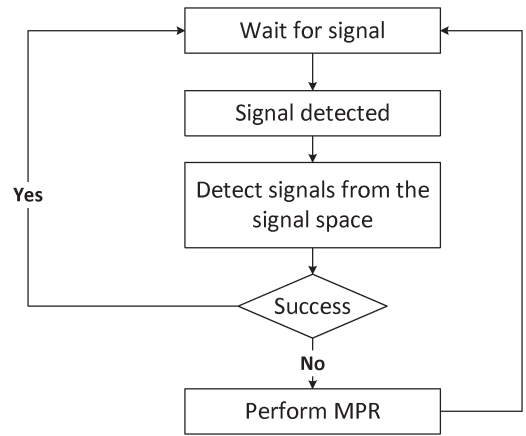 Wait for signal
Signal detected
Detect signals from the
signal space
Yes
Success
No
Perform MPR